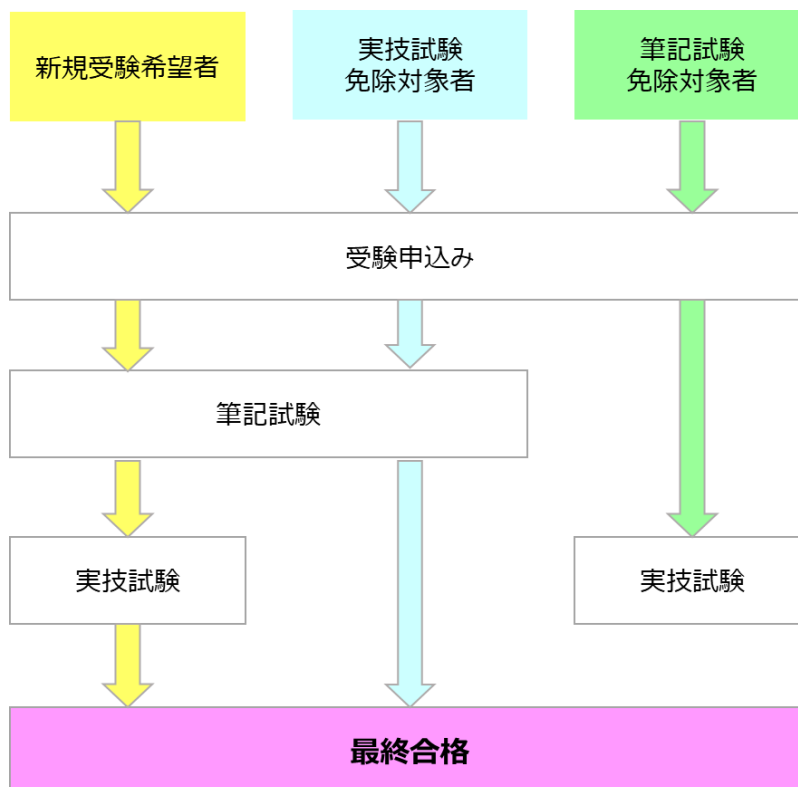 新規受験希望者
実技試験
免除対象者
筆記試験
免除対象者
受験申込み
筆記試験
実技試験
実技試験
最終合格